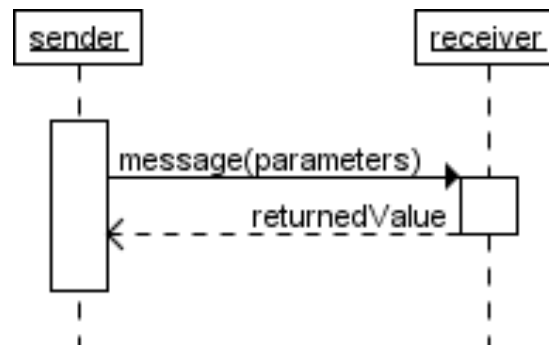 sender
receiver
message(parameters)
returnedValue